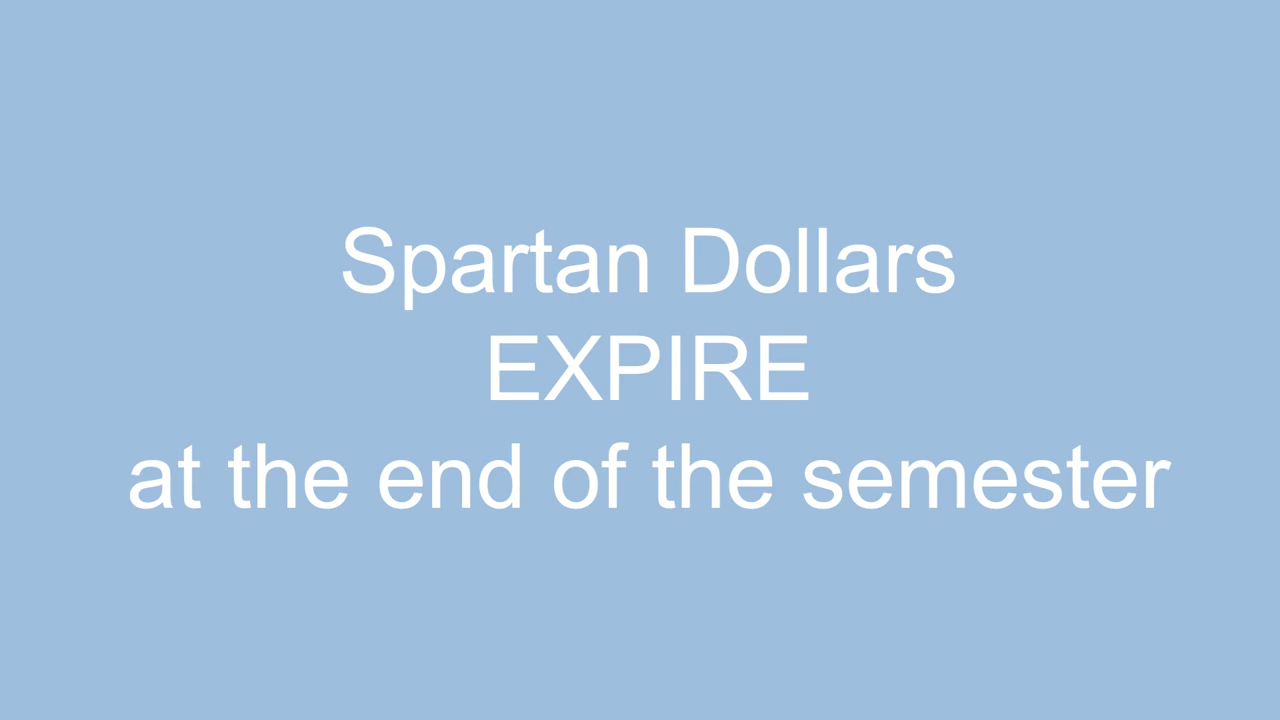 Spartan Dollars
EXPIRE
at the end of the semester